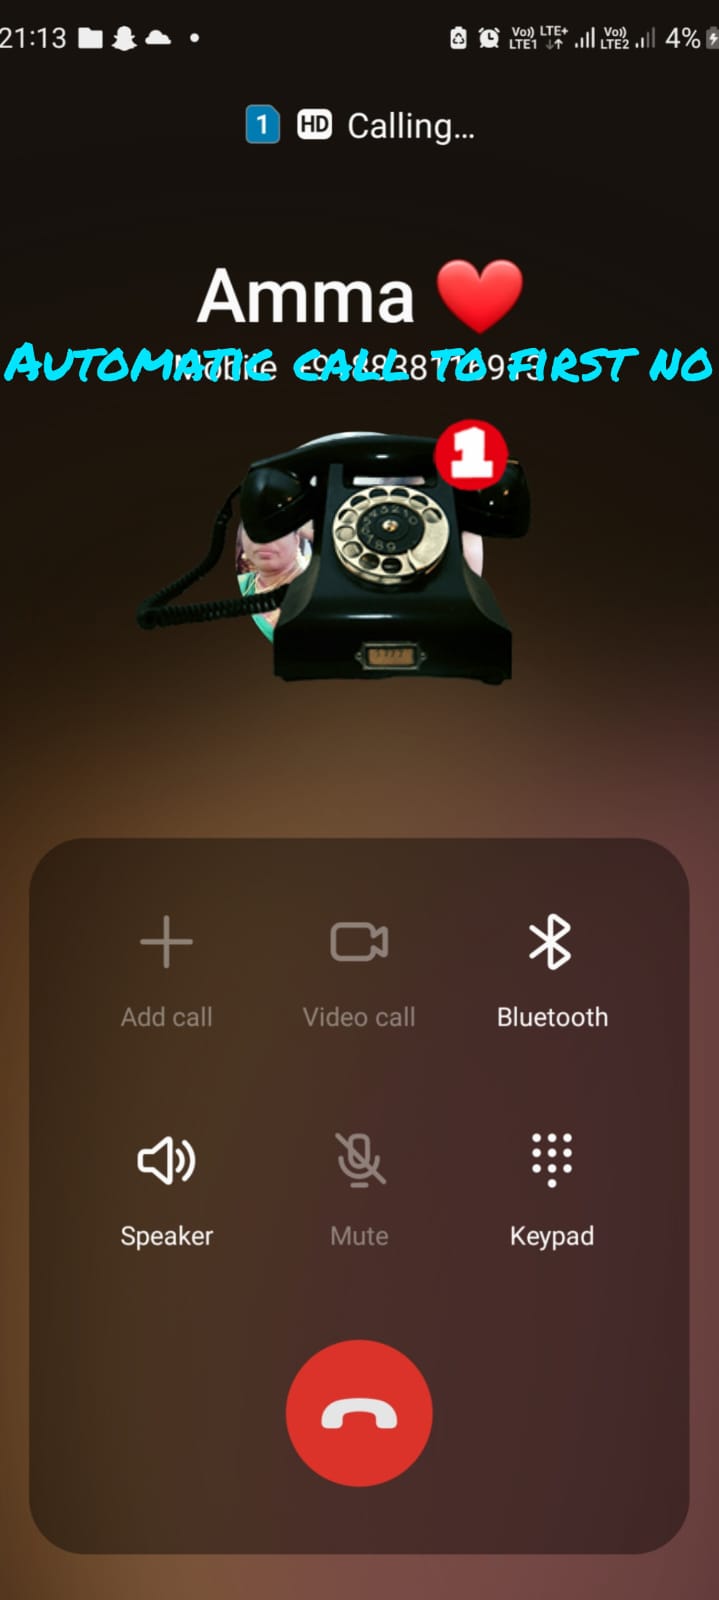 21:13 Vo)) LTE1 LTE+ Vo)) LTE2 4%
1 HD Calling...
Amma ❤️
Mobile
AUTOMATIC CALL TO FIRST NO
1
Add call Video call Bluetooth
Speaker Mute Keypad